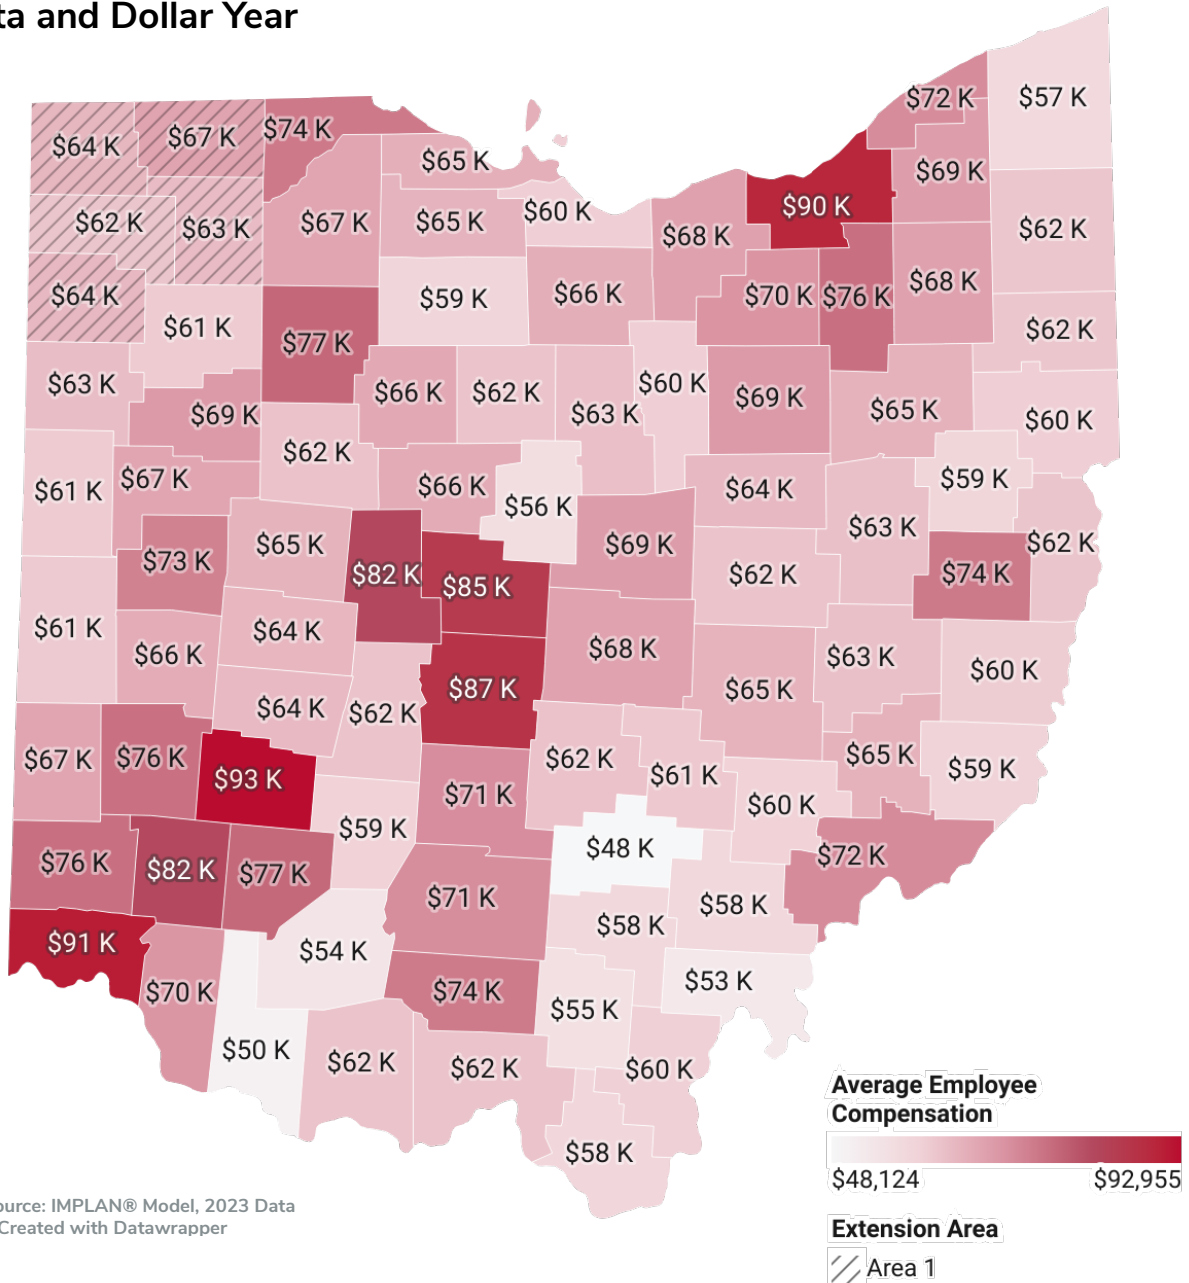 ta and Dollar Year
$72 K
$57 K
$64 K
$67 K
$74 K
$65 K
$69 K
$62 K
$63 K
$67 K
$65 K
$60 K
$68 K
$90 K
$62 K
$64 K
$61 K
$59 K
$66 K
$70 K
$76 K
$68 K
$77 K
$62 K
$63 K
$69 K
$66 K
$62 K
$63 K
$60 K
$69 K
$65 K
$60 K
$61 K
$67 K
$62 K
$66 K
$56 K
$64 K
$59 K
$73 K
$65 K
$82 K
$85 K
$69 K
$62 K
$63 K
$74 K
$62 K
$61 K
$66 K
$64 K
$87 K
$68 K
$65 K
$63 K
$60 K
$64 K
$62 K
$67 K
$76 K
$93 K
$71 K
$62 K
$61 K
$60 K
$65 K
$59 K
$59 K
$76 K
$82 K
$77 K
$48 K
$72 K
$71 K
$58 K
$58 K
$91 K
$54 K
$70 K
$74 K
$55 K
$53 K
$50 K
$62 K
$62 K
$60 K
$58 K
Average Employee
Compensation
$48,124 $92,955
Extension Area
Area 1
ource: IMPLAN® Model, 2023 Data
Created with Datawrapper